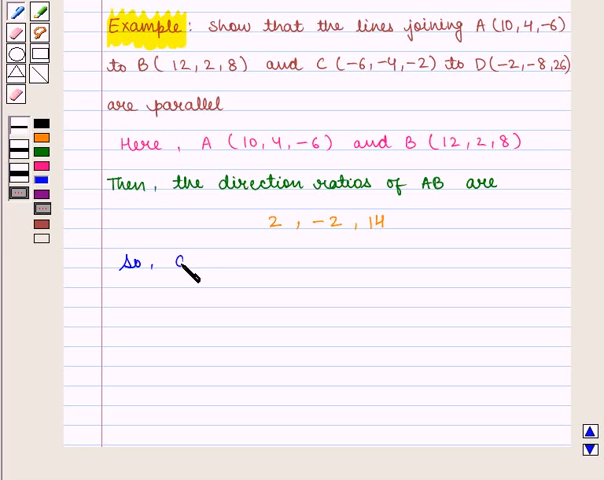 Example: Show that the lines joining A (10, 4, -6)
to B( 12, 2, 8) and C (-6, -4, -2) to D(-2, -8, 26)
are parallel
Here, A (10, 4, -6) and B (12, 2, 8)
Then, the direction ratios of AB are
2 , -2 , 14
So,